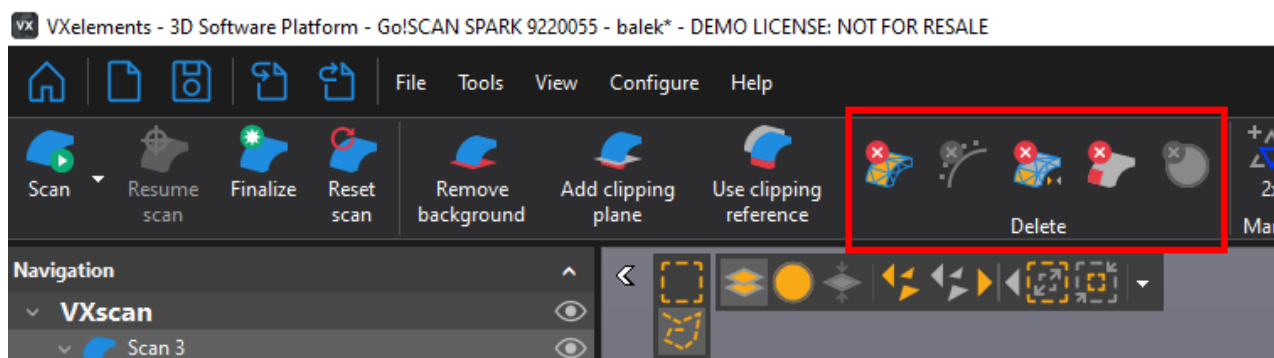 VX VXelements - 3D Software Platform - Go!SCAN SPARK 9220055 - balek* - DEMO LICENSE: NOT FOR RESALE
File Tools View Configure Help
Scan
Resume
scan
Finalize
Reset
scan
Remove
background
Add clipping
plane
Use clipping
reference
Delete
Navigation
VXscan
Scan 3